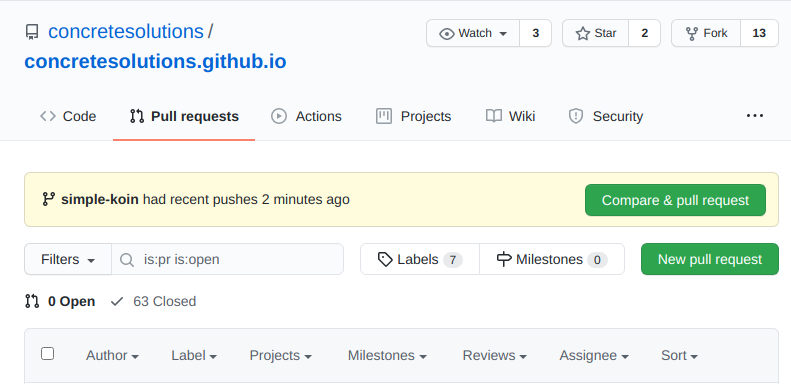 concretesolutions /
concretesolutions.github.io
Watch 3 Star 2 Fork 13
Code Pull requests Actions Projects Wiki Security
simple-koin had recent pushes 2 minutes ago Compare & pull request
Filters is:pr is:open Labels 7 Milestones 0 New pull request
0 Open 63 Closed
Author Label Projects Milestones Reviews Assignee Sort